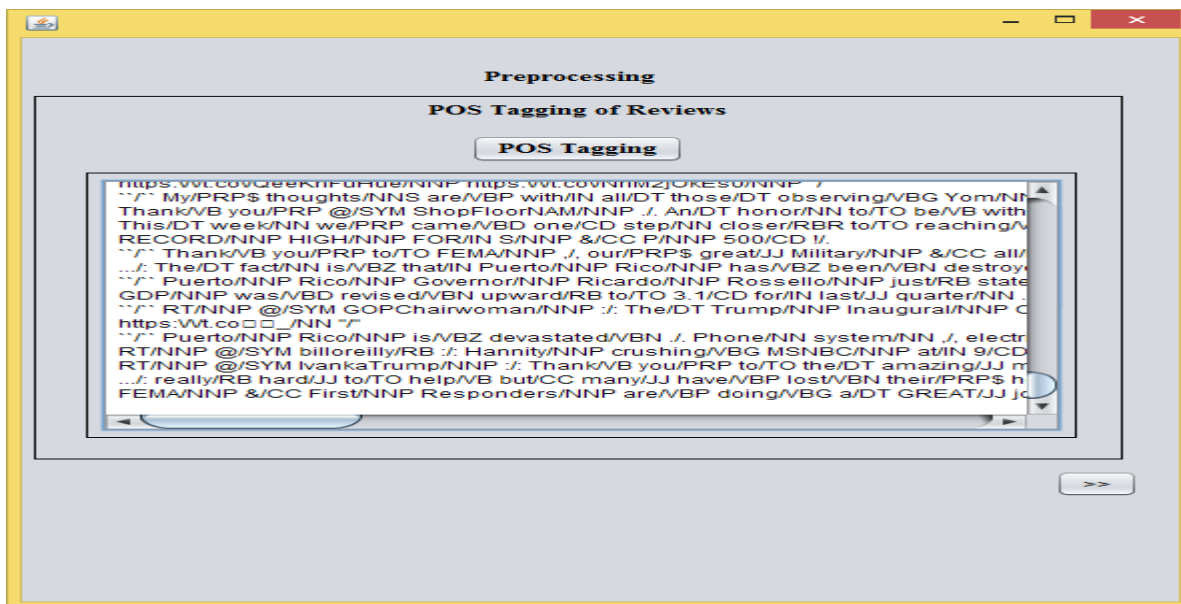 Preprocessing
POS Tagging of Reviews
POS Tagging
``/`` My/PRP$ thoughts/NNS are/VBP with/IN all/DT those/DT observing/VBG Yom/NN
Thank/VB you/PRP @/SYM ShopFloorNAM/NNP ./. An/DT honor/NN to/TO be/VB with
This/DT week/NN we/PRP came/VBD one/CD step/NN closer/RBR to/TO reaching/
RECORD/NNP HIGH/NNP FOR/IN S/NNP &/CC P/NNP 500/CD !/.
``/`` Thank/VB you/PRP to/TO FEMA/NNP ,/, our/PRP$ great/JJ Military/NNP &/CC all/
.../: The/DT fact/NN is/VBZ that/IN Puerto/NNP Rico/NNP has/VBZ been/VBN destroy
``/`` Puerto/NNP Rico/NNP Governor/NNP Ricardo/NNP Rossello/NNP just/RB state
GDP/NNP was/VBD revised/VBN upward/RB to/TO 3.1/CD for/IN last/JJ quarter/NN .
``/`` RT/NNP @/SYM GOPChairwoman/NNP :/: The/DT Trump/NNP Inaugural/NNP C
https:\/\/t.co□□_/NN "/"
``/`` Puerto/NNP Rico/NNP is/VBZ devastated/VBN ./. Phone/NN system/NN ,/, electr
RT/NNP @/SYM billoreilly/RB :/: Hannity/NNP crushing/VBG MSNBC/NNP at/IN 9/CD
RT/NNP @/SYM IvankaTrump/NNP :/: Thank/VB you/PRP to/TO the/DT amazing/JJ m
.../: really/RB hard/JJ to/TO help/VB but/CC many/JJ have/VBP lost/VBN their/PRP$ h
FEMA/NNP &/CC First/NNP Responders/NNP are/VBP doing/VBG a/DT GREAT/JJ jo
>>